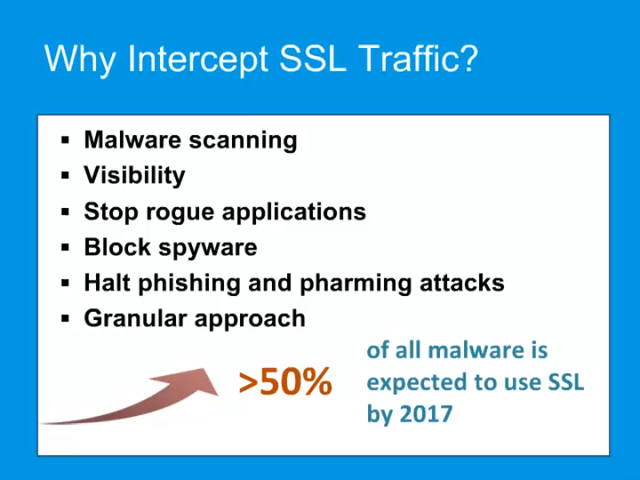 Why Intercept SSL Traffic?
▪ Malware scanning
▪ Visibility
▪ Stop rogue applications
▪ Block spyware
▪ Halt phishing and pharming attacks
▪ Granular approach
>50%
of all malware is
expected to use SSL
by 2017